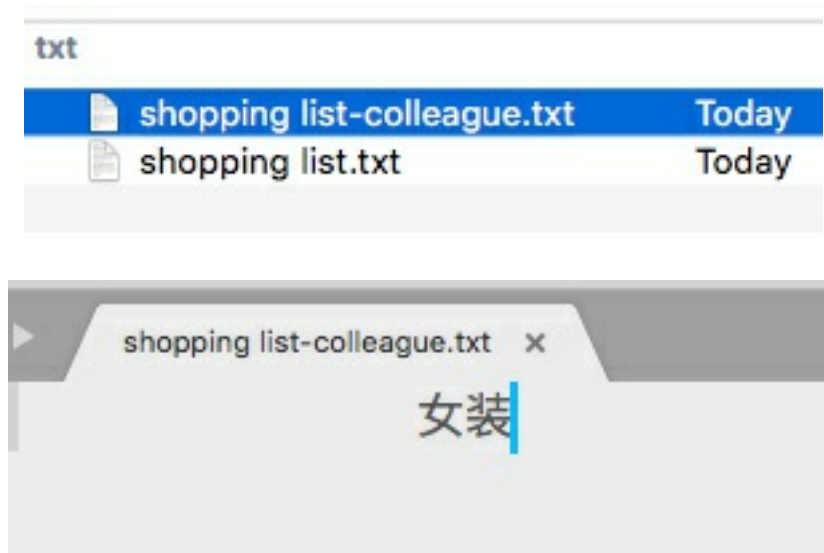 txt
shopping list-colleague.txt Today
shopping list.txt Today
shopping list-colleague.txt ×
女装